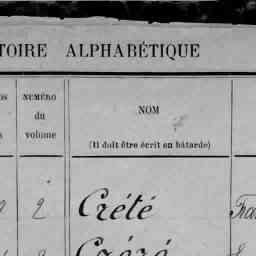 TOIRE ALPHABÉTIQUE
NUMÉRO
du
volume
NOM
(Il doit être écrit en bâtarde)
2 Crété